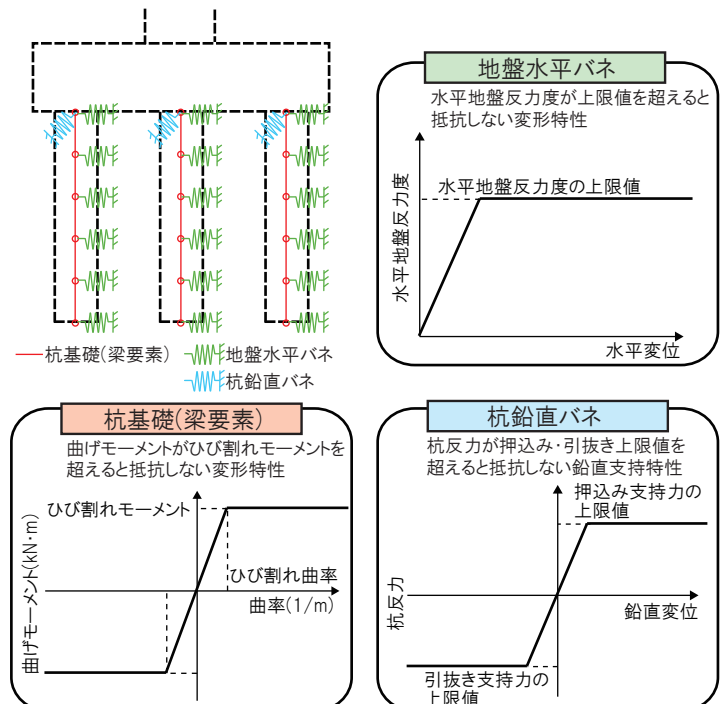 地盤水平バネ
水平地盤反力度が上限値を超えると
抵抗しない変形特性
水平地盤反力度の上限値
水平地盤反力度
水平変位
杭基礎(梁要素)
地盤水平バネ
杭鉛直バネ
杭基礎(梁要素)
曲げモーメントがひび割れモーメントを
超えると抵抗しない変形特性
ひび割れモーメント
ひび割れ曲率
曲率(1/m)
曲げモーメント(kN・m)
杭鉛直バネ
杭反力が押込み・引抜き上限値を
超えると抵抗しない鉛直支持特性
押込み支持力の
上限値
杭反力
鉛直変位
引抜き支持力の
上限値